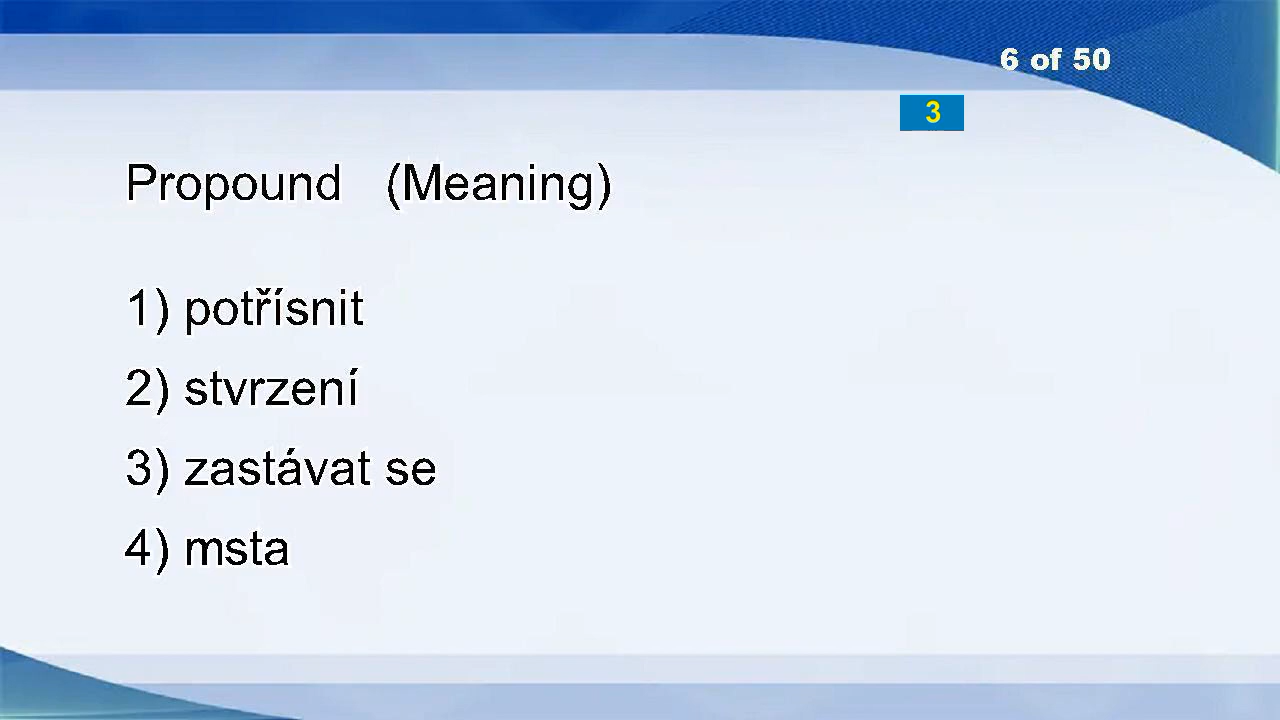 6 of 50
3
Propound (Meaning)
1) potřísnit
2) stvrzení
3) zastávat se
4) msta